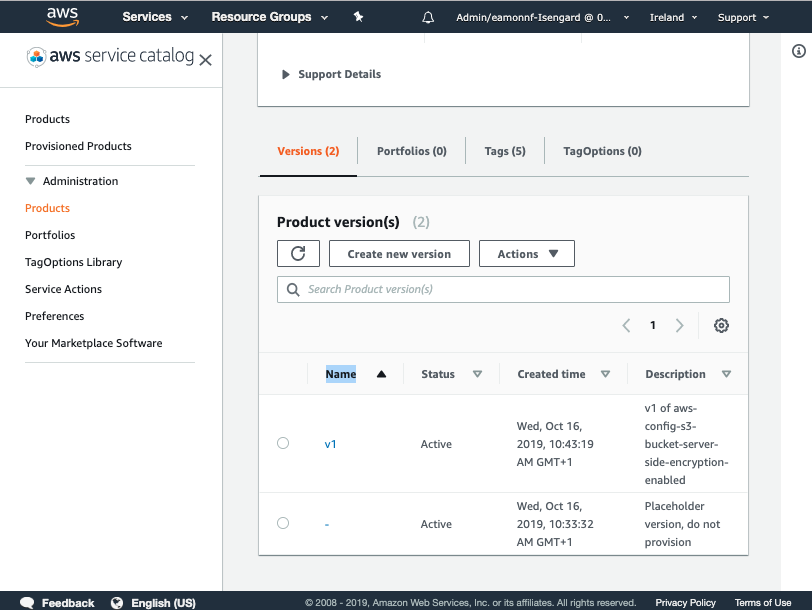 aws Services Resource Groups Admin/eamonnf-Isengard @ 0... Ireland Support
aws service catalog
Products
Provisioned Products
Administration
Products
Portfolios
TagOptions Library
Service Actions
Preferences
Your Marketplace Software
Support Details
Versions (2) Portfolios (0) Tags (5) TagOptions (0)
Product version(s) (2)
Create new version Actions
Search Product version(s)
1
Name Status Created time Description
v1 Active Wed, Oct 16,
2019, 10:43:19
AM GMT+1
v1 of aws-
config-s3-
bucket-server-
side-encryption-
enabled
- Active Wed, Oct 16,
2019, 10:33:32
AM GMT+1
Placeholder
version, do not
provision
Feedback English (US) © 2008 - 2019, Amazon Web Services, Inc. or its affiliates. All rights reserved. Privacy Policy Terms of Use